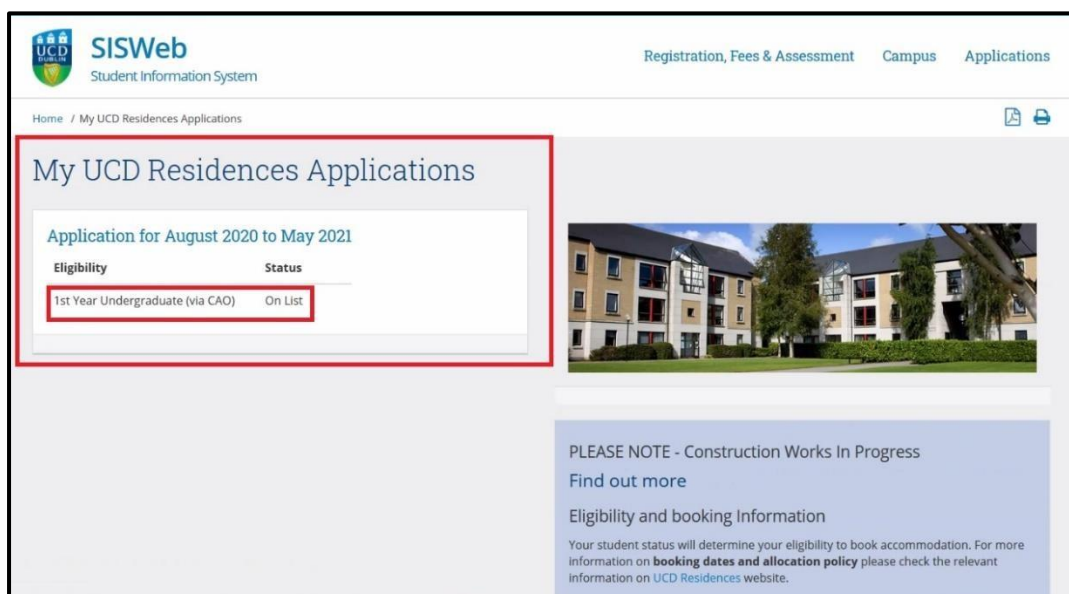 UCD
DUBLIN
SISWeb
Student Information System
Registration, Fees & Assessment Campus Applications
Home / My UCD Residences Applications
My UCD Residences Applications
Application for August 2020 to May 2021
Eligibility Status
1st Year Undergraduate (via CAO) On List
PLEASE NOTE - Construction Works In Progress
Find out more
Eligibility and booking Information
Your student status will determine your eligibility to book accommodation. For more
information on booking dates and allocation policy please check the relevant
information on UCD Residences website.